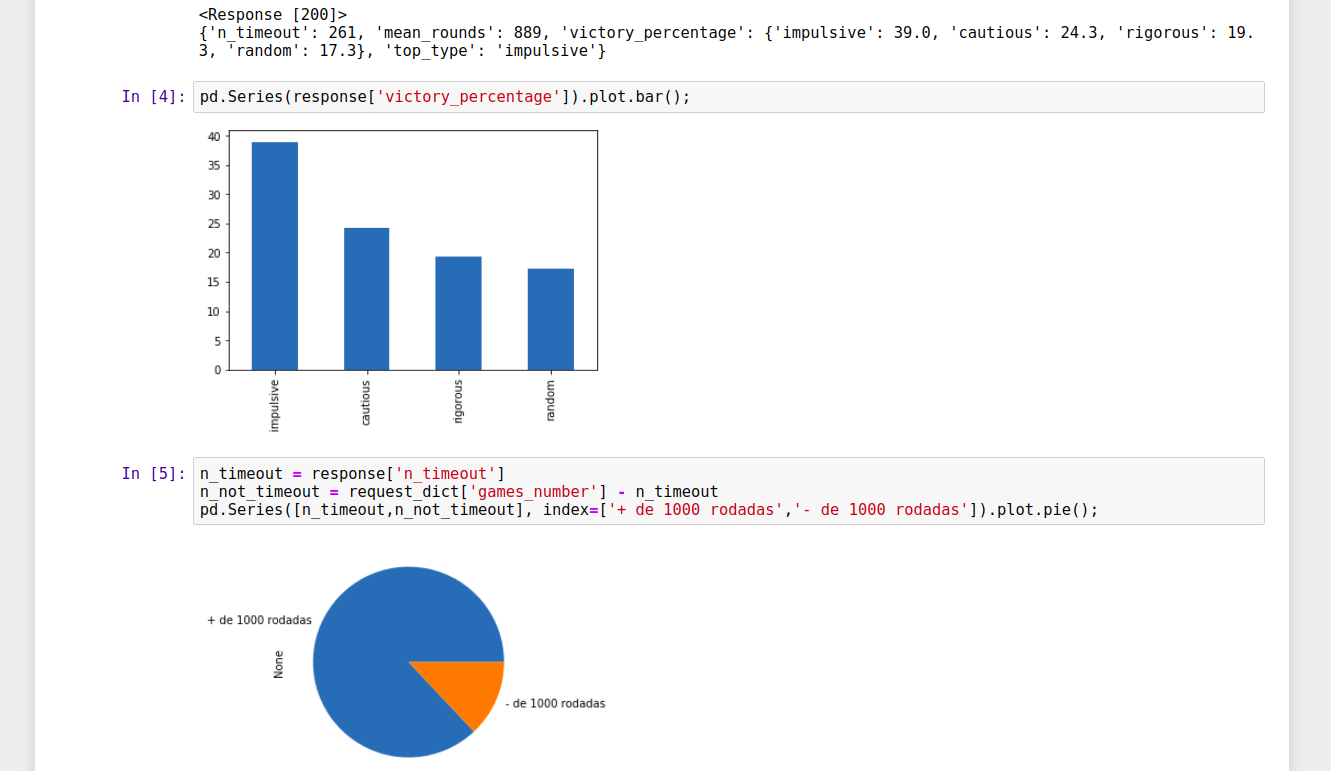 <Response [200]>
{'n_timeout': 261, 'mean_rounds': 889, 'victory_percentage': {'impulsive': 39.0, 'cautious': 24.3, 'rigorous': 19.
3, 'random': 17.3}, 'top_type': 'impulsive'}
In [4]: pd.Series(response['victory_percentage']).plot.bar();
40
35
30
25
20
15
10
5
0
impulsive
cautious
rigorous
random
In [5]: n_timeout = response['n_timeout']
n_not_timeout = request_dict['games_number'] - n_timeout
pd.Series([n_timeout,n_not_timeout], index=['+ de 1000 rodadas','- de 1000 rodadas']).plot.pie();
+ de 1000 rodadas
None
- de 1000 rodadas